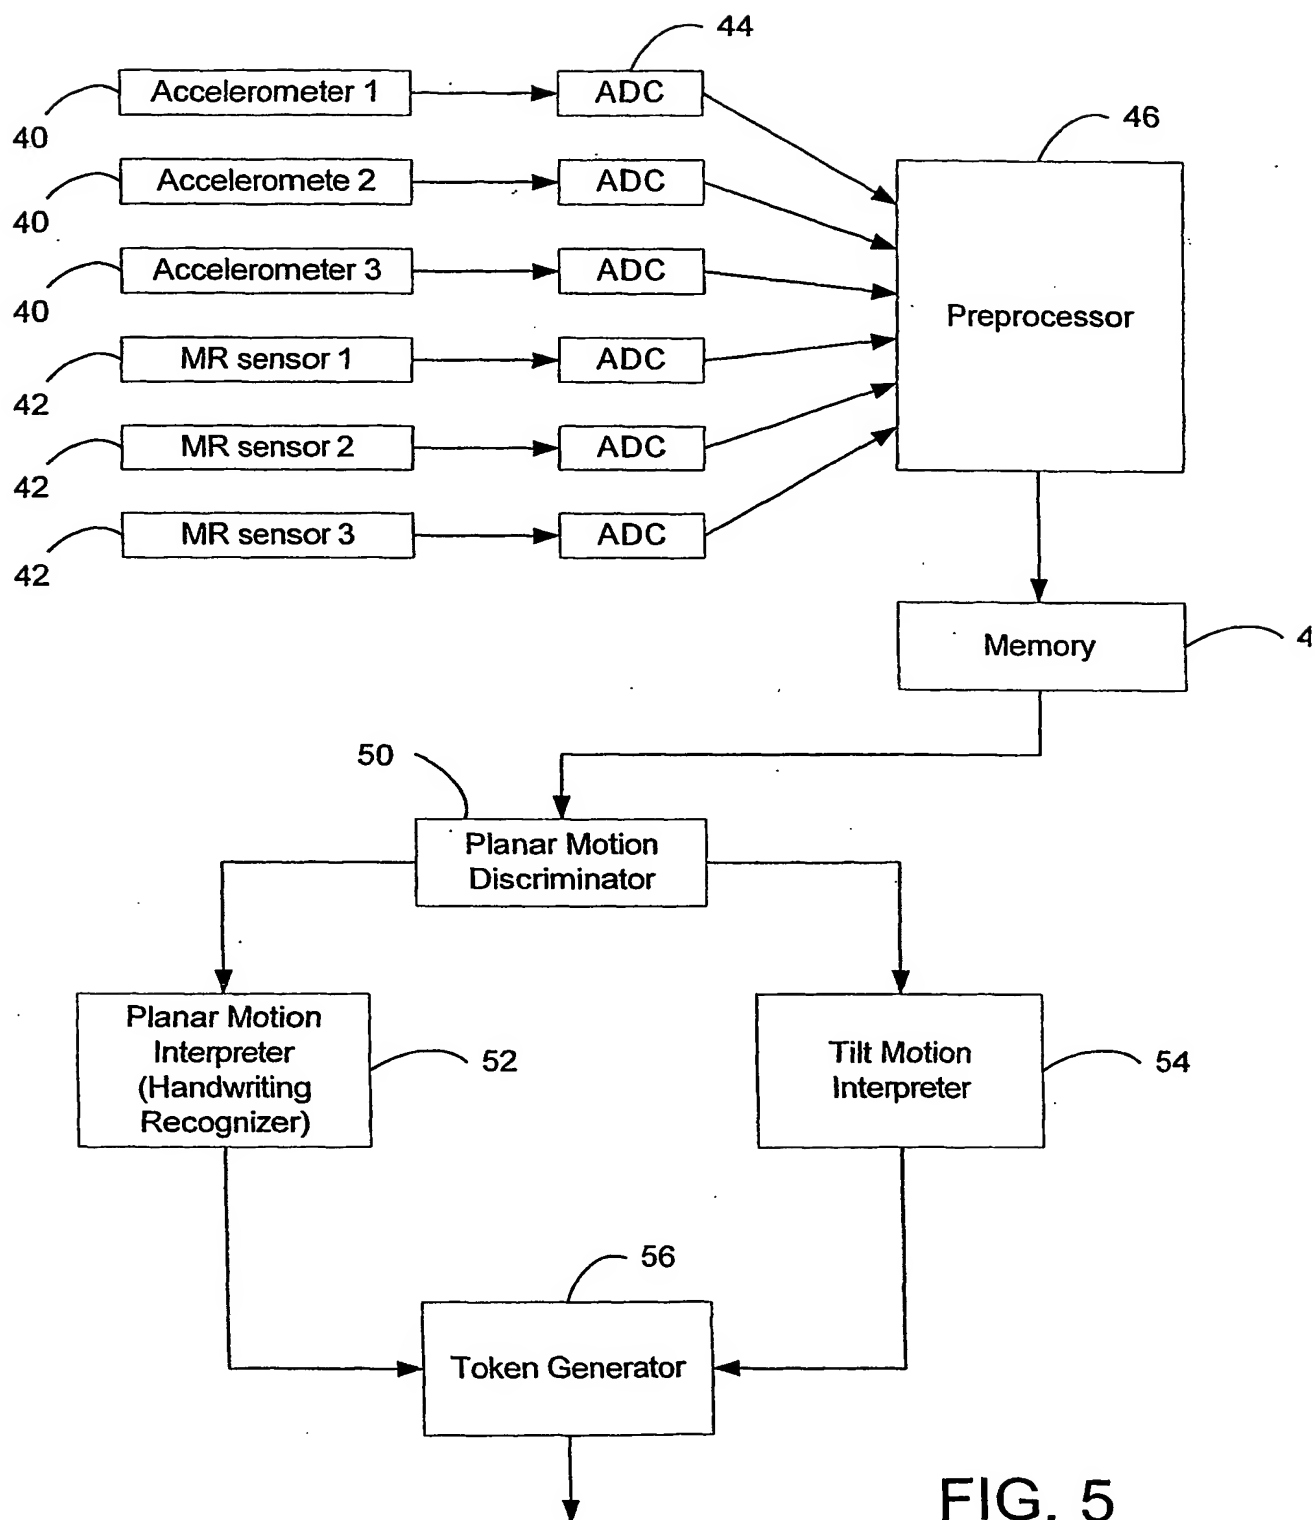 44
Accelerometer 1
ADC
40
46
Acceleromete 2
ADC
40
Accelerometer 3
ADC
40
Preprocessor
MR sensor 1
ADC
42
MR sensor 2
ADC
42
MR sensor 3
ADC
42
Memory
4
50
Planar Motion
Discriminator
Planar Motion
Interpreter
(Handwriting
Recognizer)
52
Tilt Motion
Interpreter
54
56
Token Generator
FIG. 5